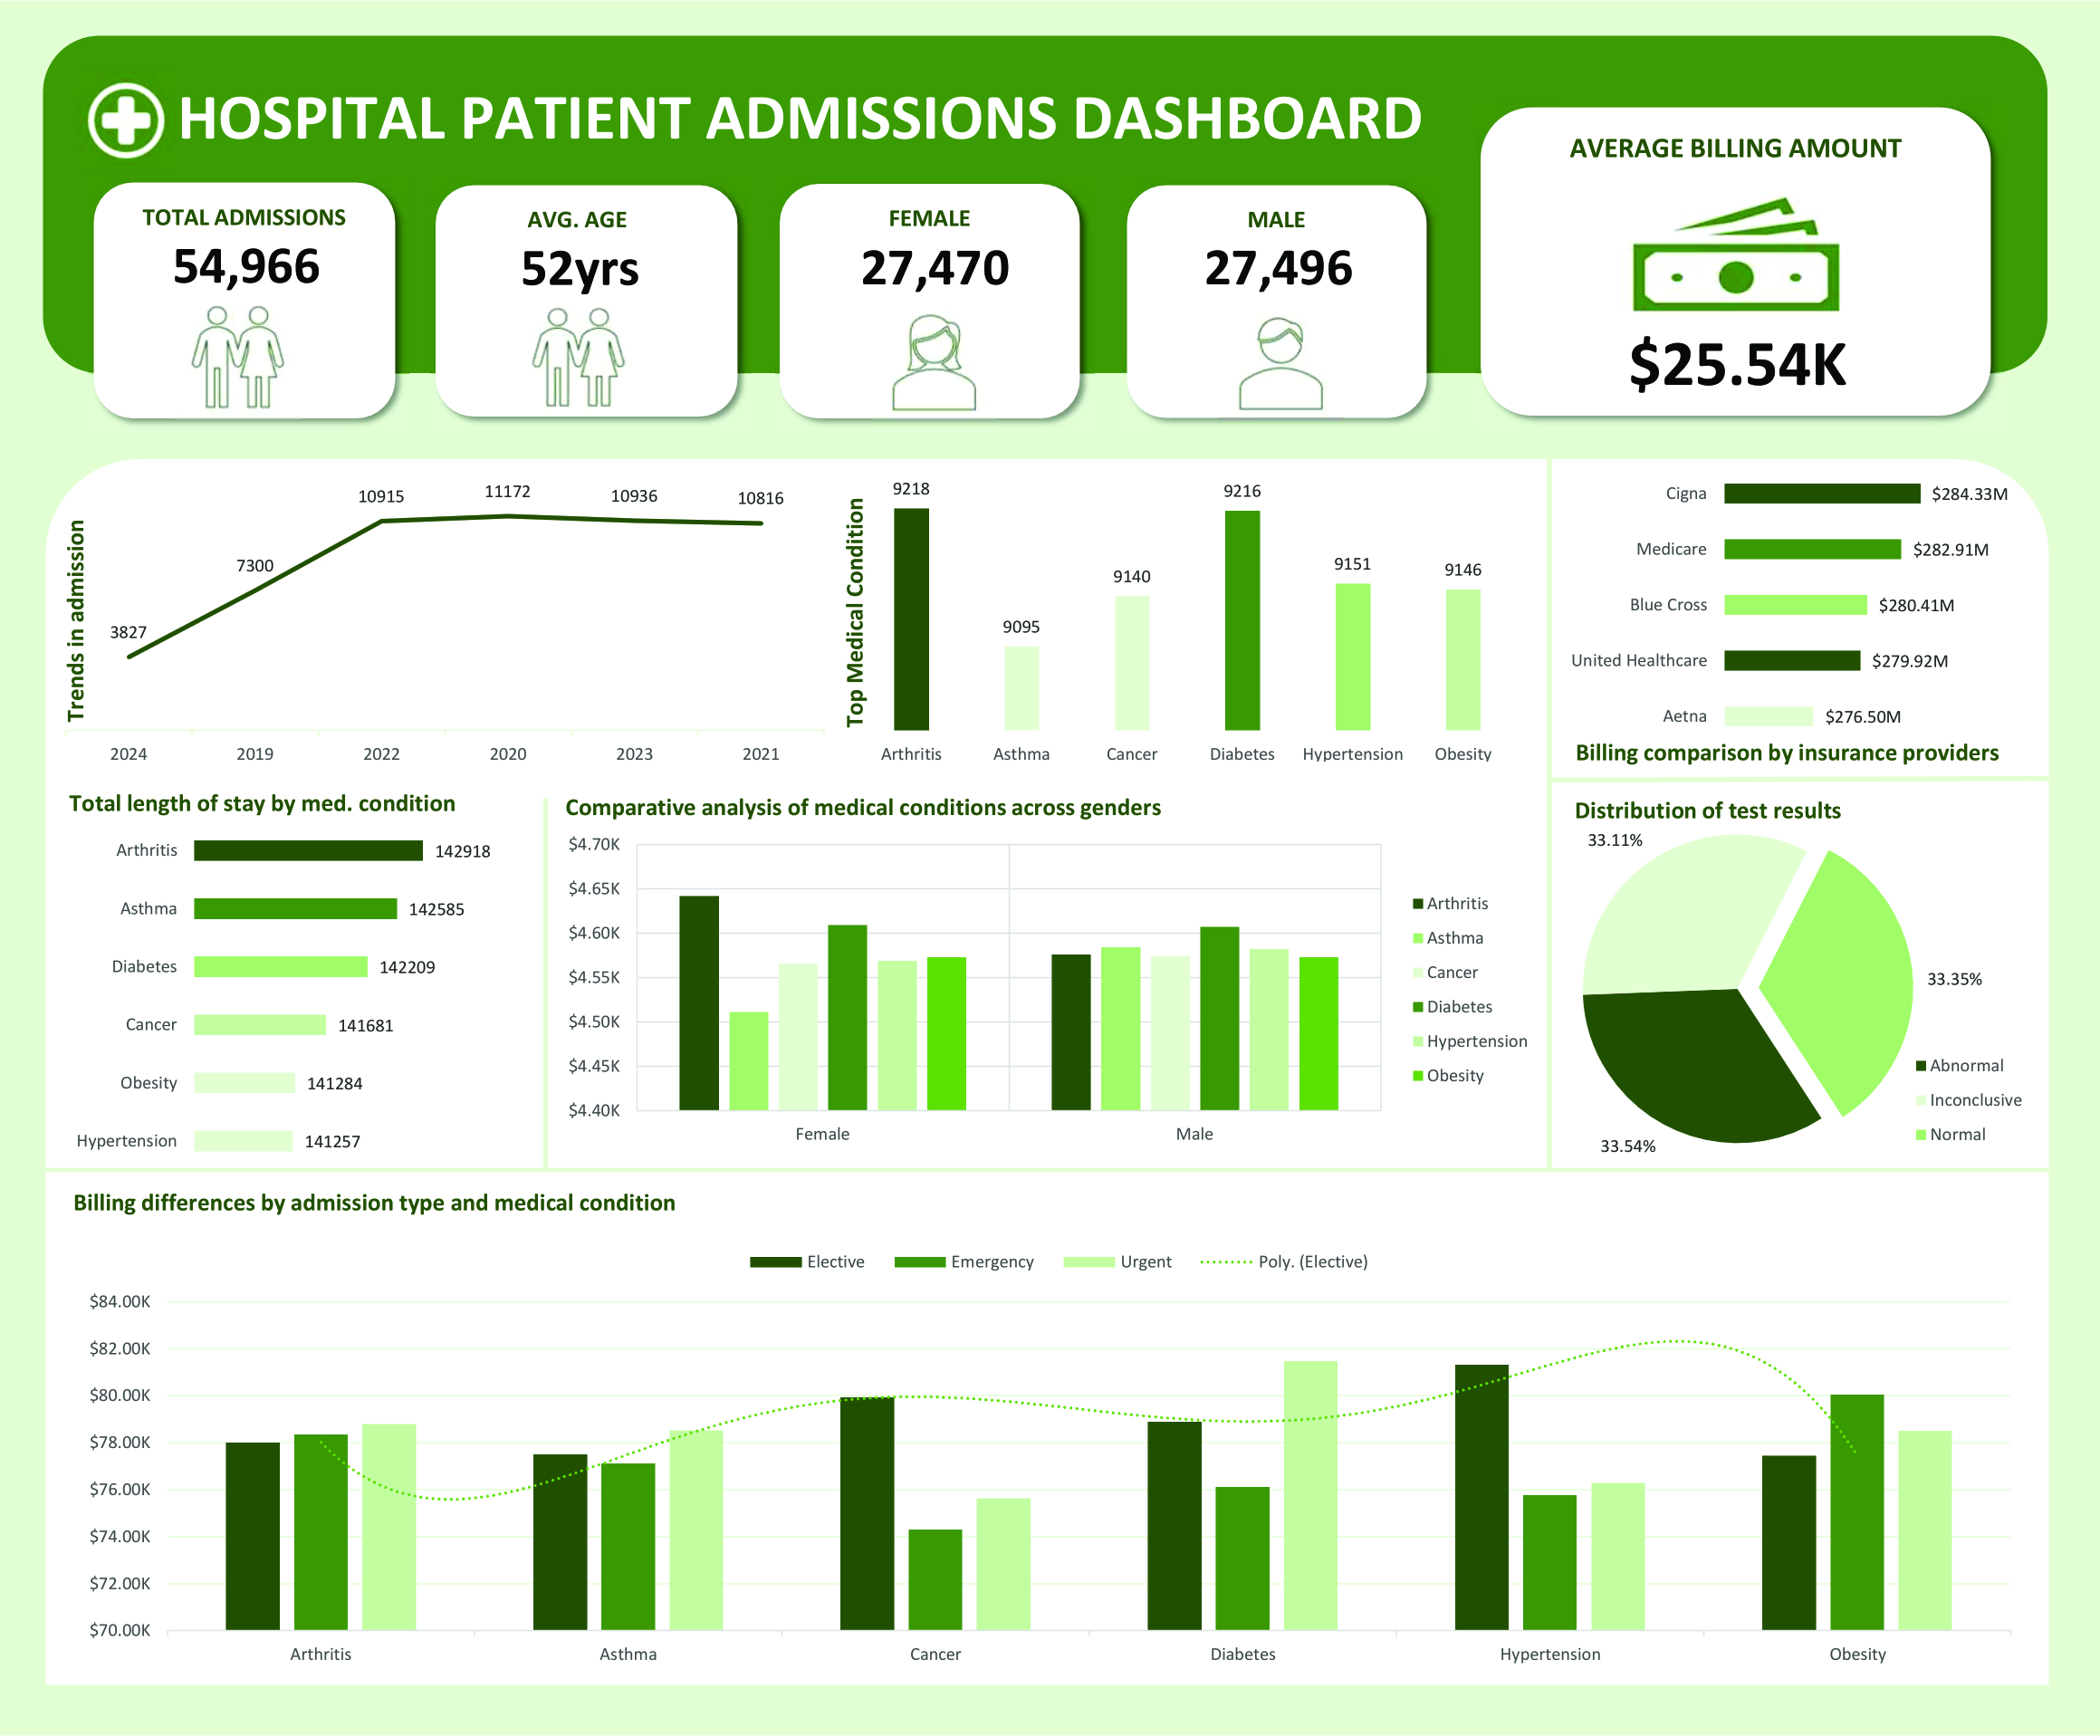 HOSPITAL PATIENT ADMISSIONS DASHBOARD
TOTAL ADMISSIONS
54,966
AVG. AGE
52yrs
FEMALE
27,470
MALE
27,496
AVERAGE BILLING AMOUNT
$25.54K
Trends in admission
3827
7300
10915
11172
10936
10816
2024
2019
2022
2020
2023
2021
Top Medical Condition
9218
9095
9140
9216
9151
9146
Arthritis
Asthma
Cancer
Diabetes
Hypertension
Obesity
Cigna
$284.33M
Medicare
$282.91M
Blue Cross
$280.41M
United Healthcare
$279.92M
Aetna
$276.50M
Billing comparison by insurance providers
Total length of stay by med. condition
Arthritis
142918
Asthma
142585
Diabetes
142209
Cancer
141681
Obesity
141284
Hypertension
141257
Comparative analysis of medical conditions across genders
$4.70K
$4.65K
$4.60K
$4.55K
$4.50K
$4.45K
$4.40K
Female
Male
Arthritis
Asthma
Cancer
Diabetes
Hypertension
Obesity
Distribution of test results
33.11%
33.35%
33.54%
Abnormal
Inconclusive
Normal
Billing differences by admission type and medical condition
Elective
Emergency
Urgent
Poly. (Elective)
$84.00K
$82.00K
$80.00K
$78.00K
$76.00K
$74.00K
$72.00K
$70.00K
Arthritis
Asthma
Cancer
Diabetes
Hypertension
Obesity